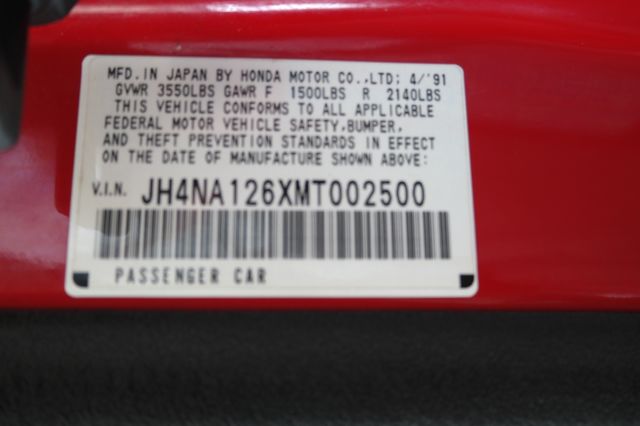 MFD. IN JAPAN BY HONDA MOTOR CO., LTD; 4/'91
GVWR 3550LBS GAWR F 1500LBS R 2140LBS
THIS VEHICLE CONFORMS TO ALL APPLICABLE
FEDERAL MOTOR VEHICLE SAFETY, BUMPER,
AND THEFT PREVENTION STANDARDS IN EFFECT
ON THE DATE OF MANUFACTURE SHOWN ABOVE:
V.I.N. JH4NA126XMT002500
PASSENGER CAR